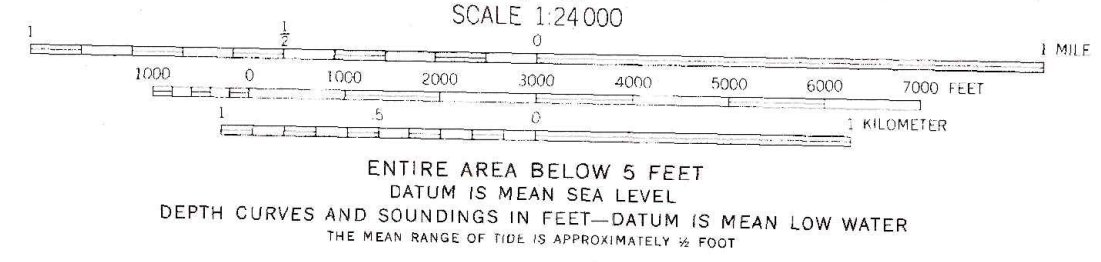 SCALE 1:24000
1 ½ 0 1 MILE
1000 0 1000 2000 3000 4000 5000 6000 7000 FEET
1 .5 0 1 KILOMETER
ENTIRE AREA BELOW 5 FEET
DATUM IS MEAN SEA LEVEL
DEPTH CURVES AND SOUNDINGS IN FEET—DATUM IS MEAN LOW WATER
THE MEAN RANGE OF TIDE IS APPROXIMATELY ½ FOOT